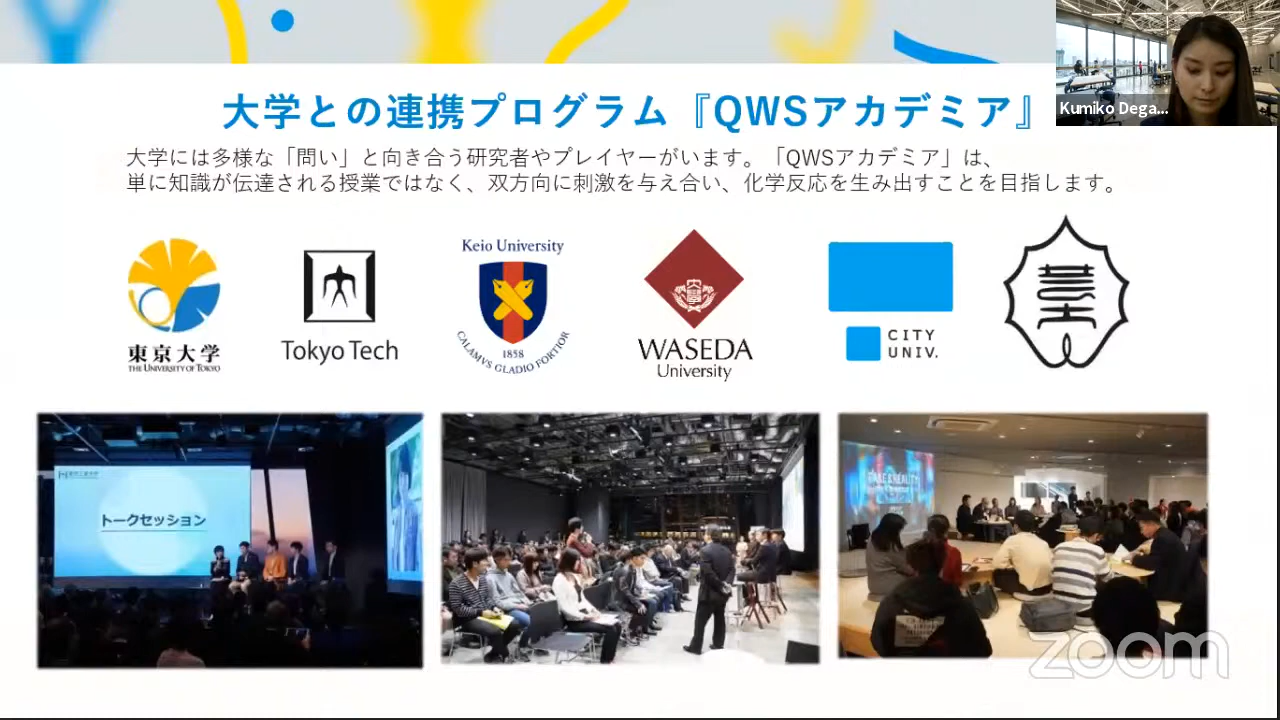 大学との連携プログラム『QWSアカデミア』
Kumiko Dega...
大学には多様な「問い」と向き合う研究者やプレイヤーがいます。「QWSアカデミア」は、
単に知識が伝達される授業ではなく、双方向に刺激を与え合い、化学反応を生み出すことを目指します。
東京大学
THE UNIVERSITY OF TOKYO
Tokyo Tech
Keio University
1858
CALAMVS GLADIO FORTIOR
大學
WASEDA
University
CITY
UNIV.
トークセッション
zoom